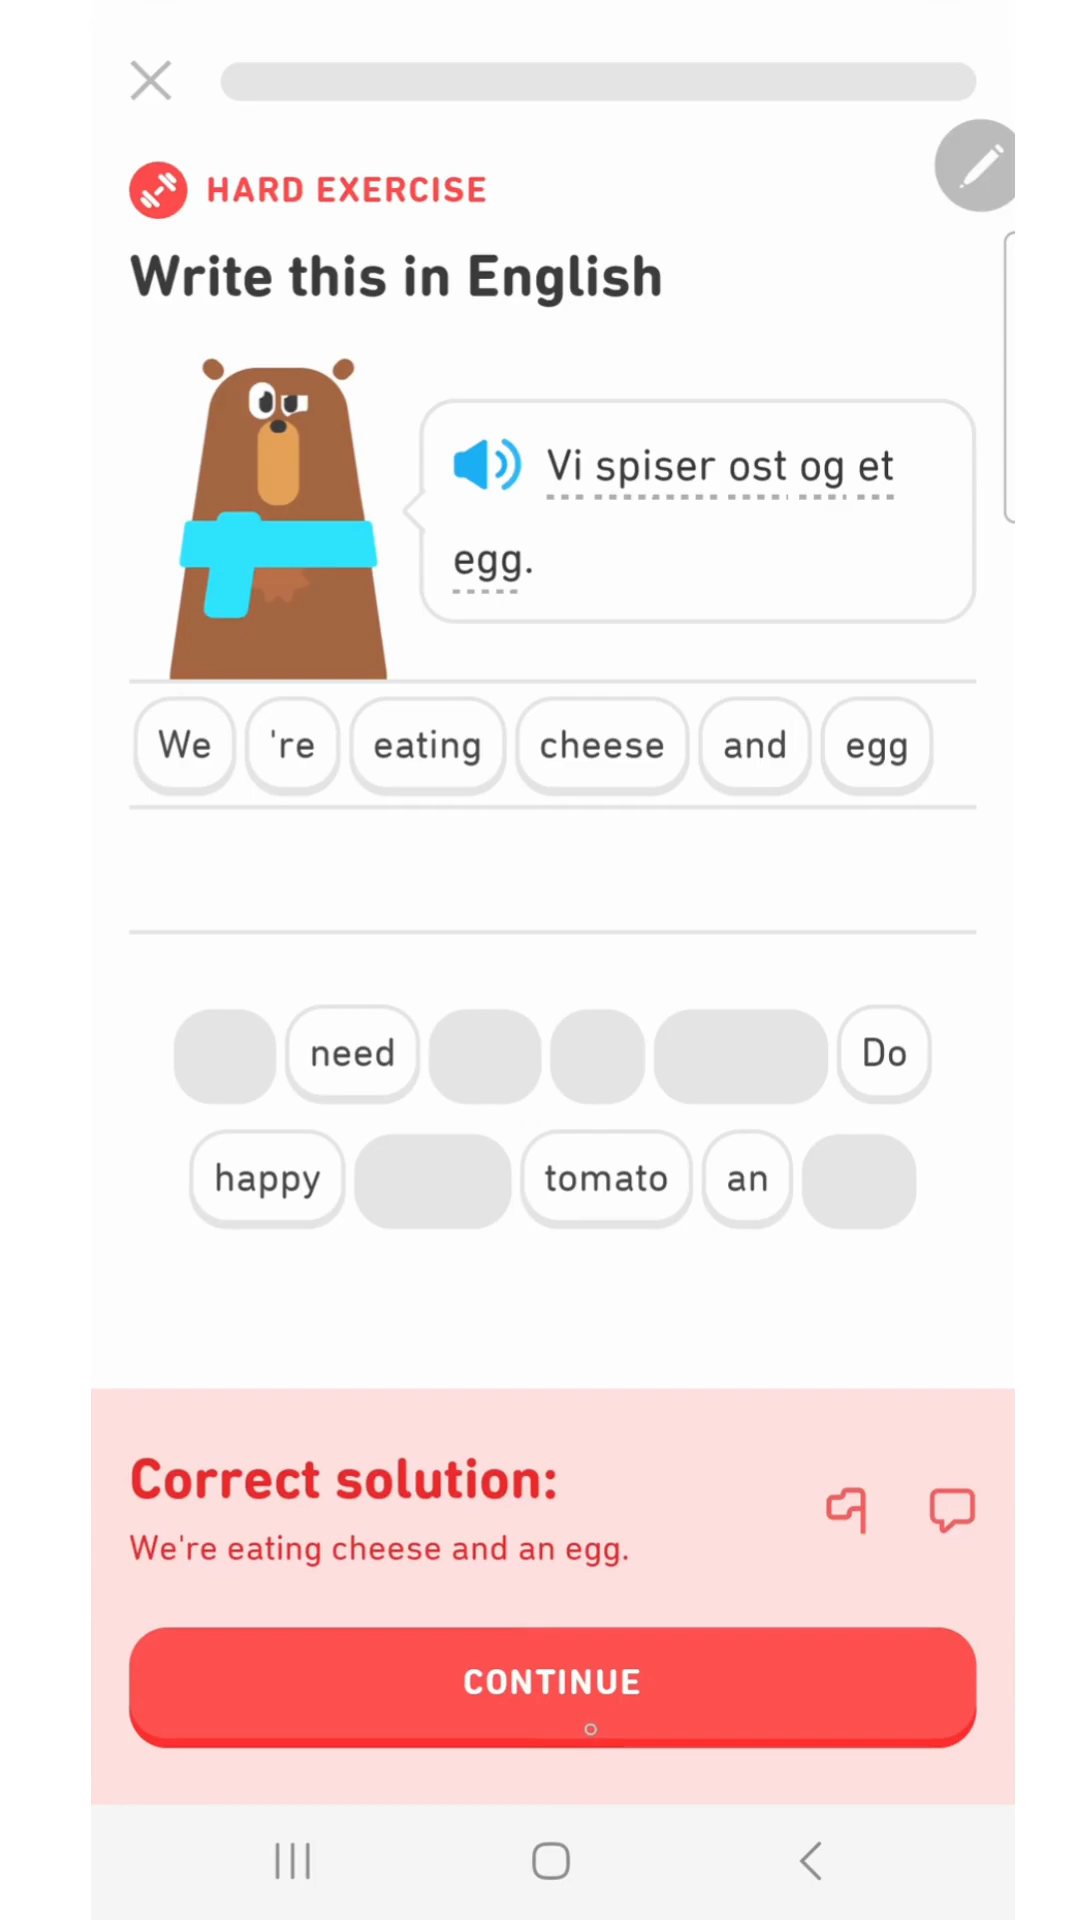 HARD EXERCISE
Write this in English
Vi spiser ost og et
egg.
We 're eating cheese and egg
need Do
happy tomato an
Correct solution:
We're eating cheese and an egg.
CONTINUE